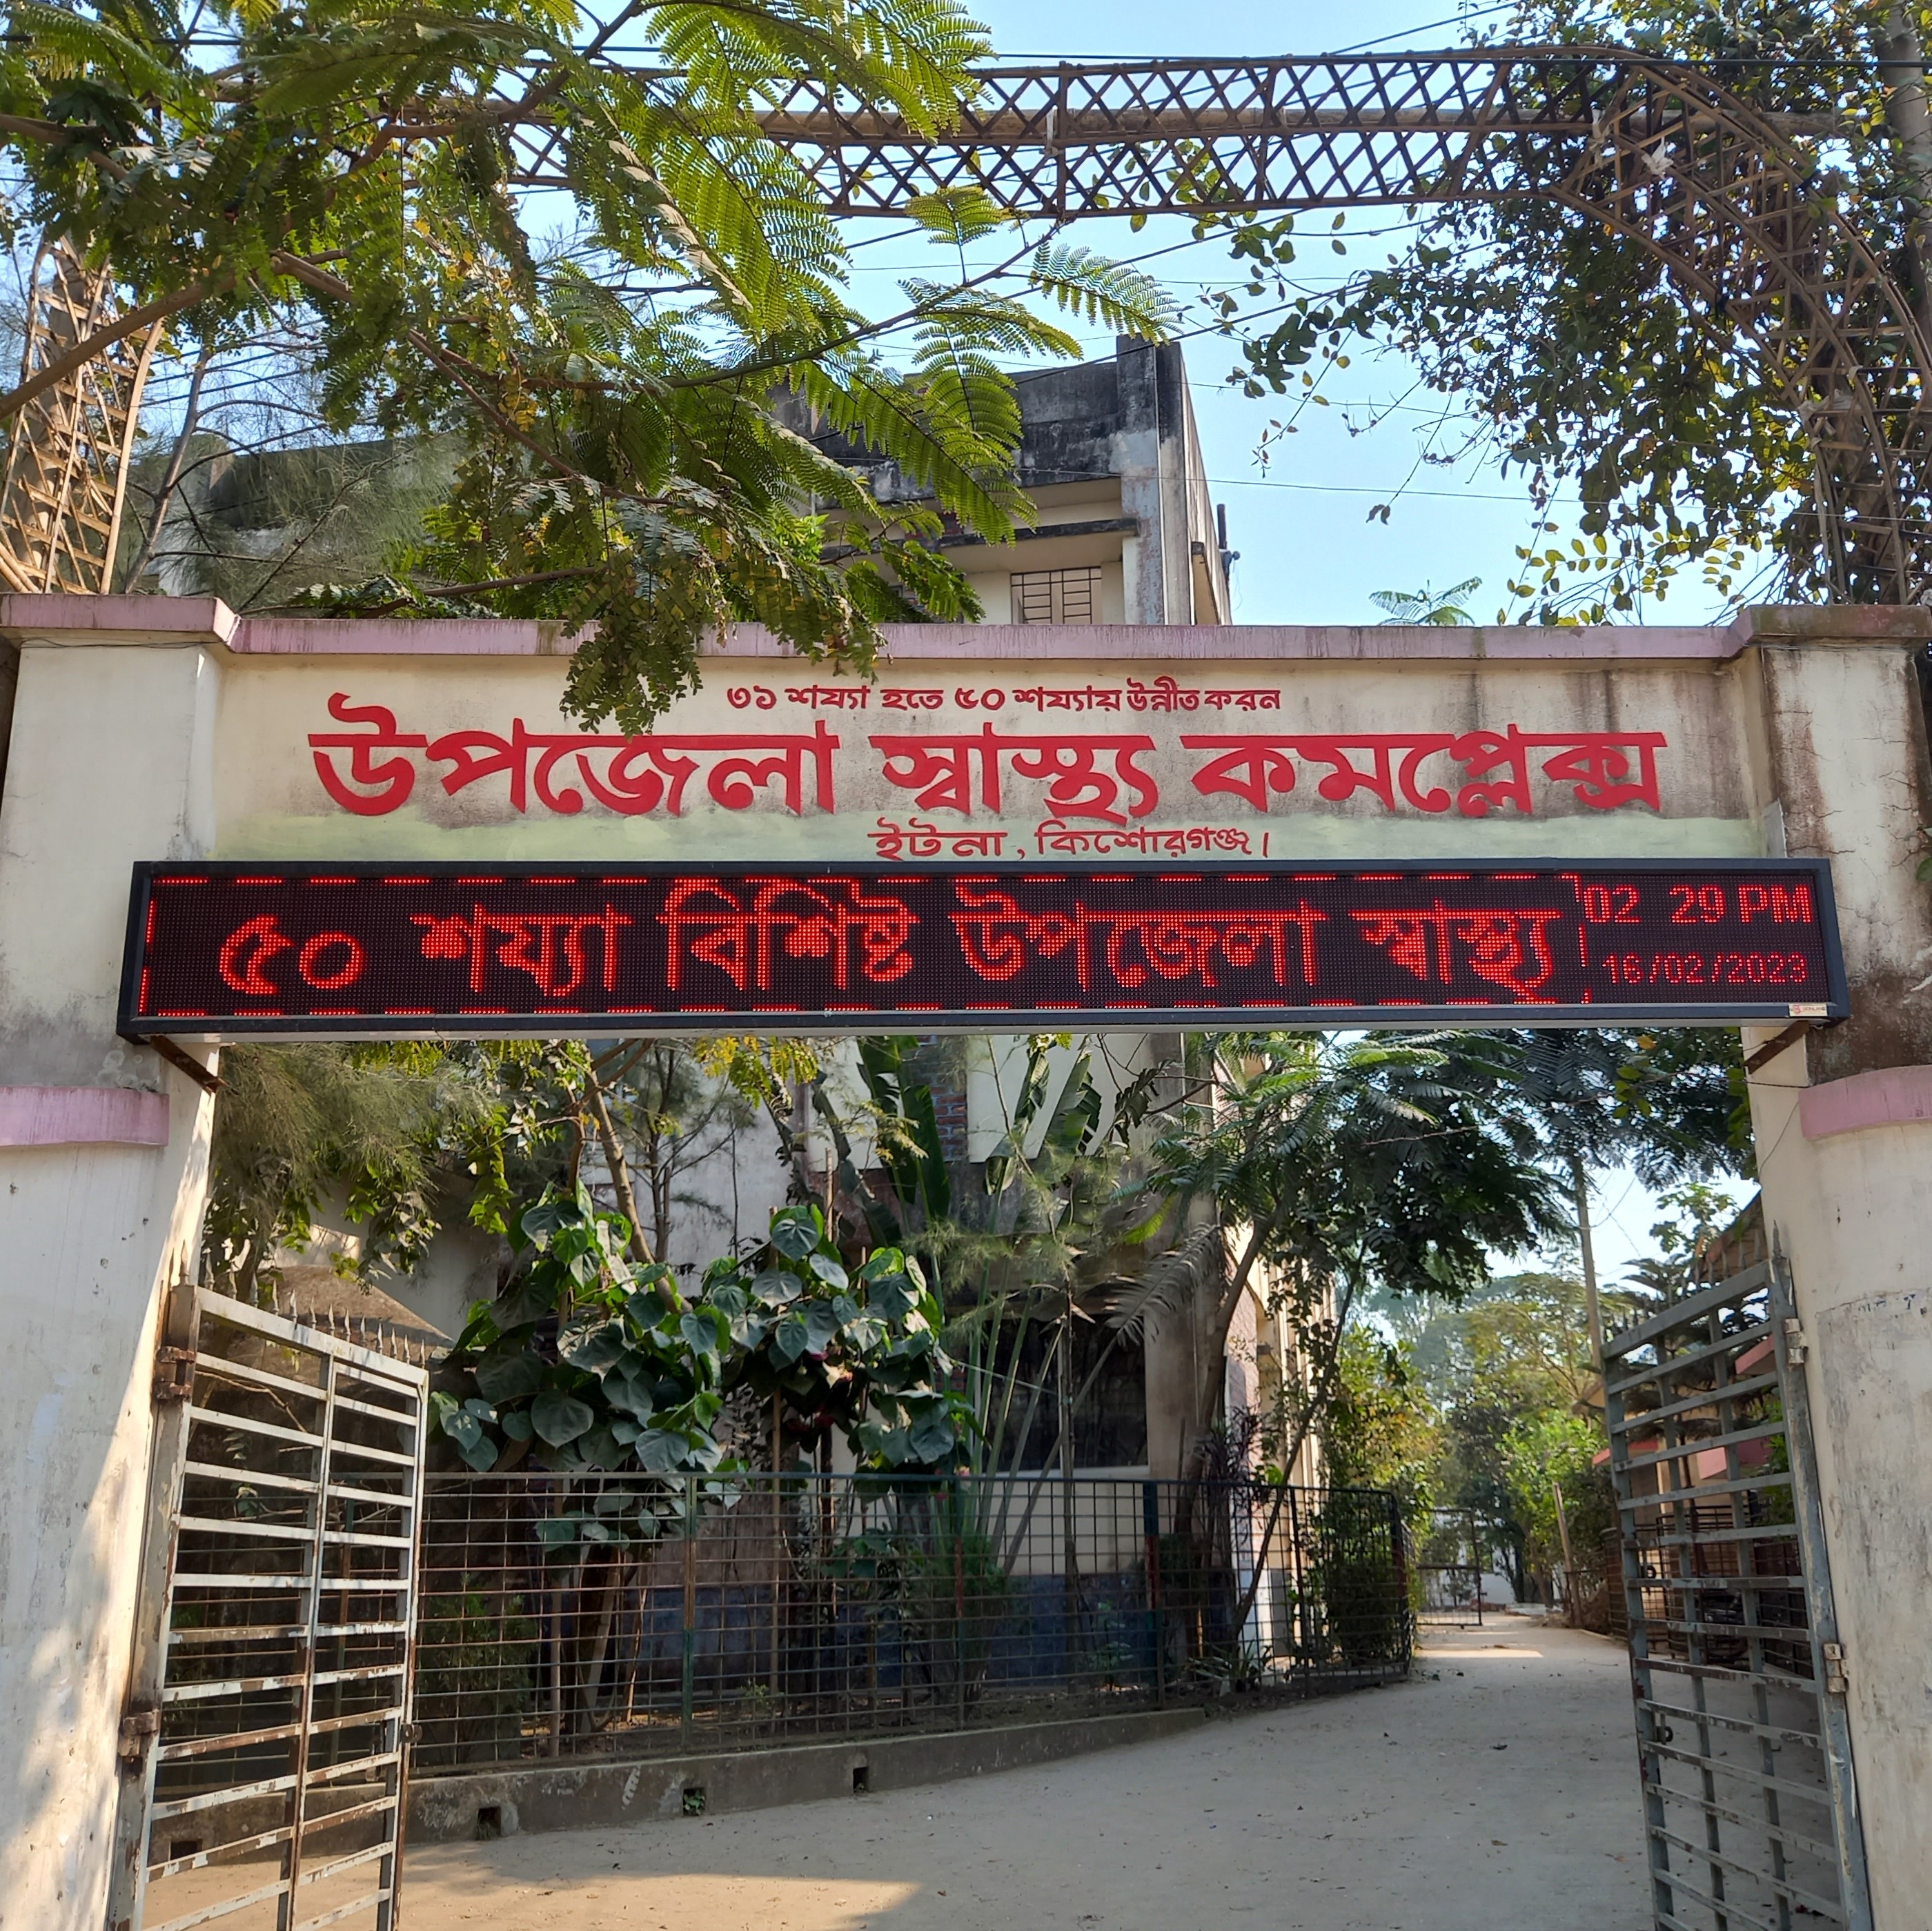 ৩১ শয্যা হতে ৫০ শয্যায় উন্নীত করন
উপজেলা স্বাস্থ্য কমপ্লেক্স
ইটনা, কিশোরগঞ্জ।
৫০ শয্যা বিশিষ্ট উপজেলা স্বাস্থ্য
02 29 PM
16/02/2023